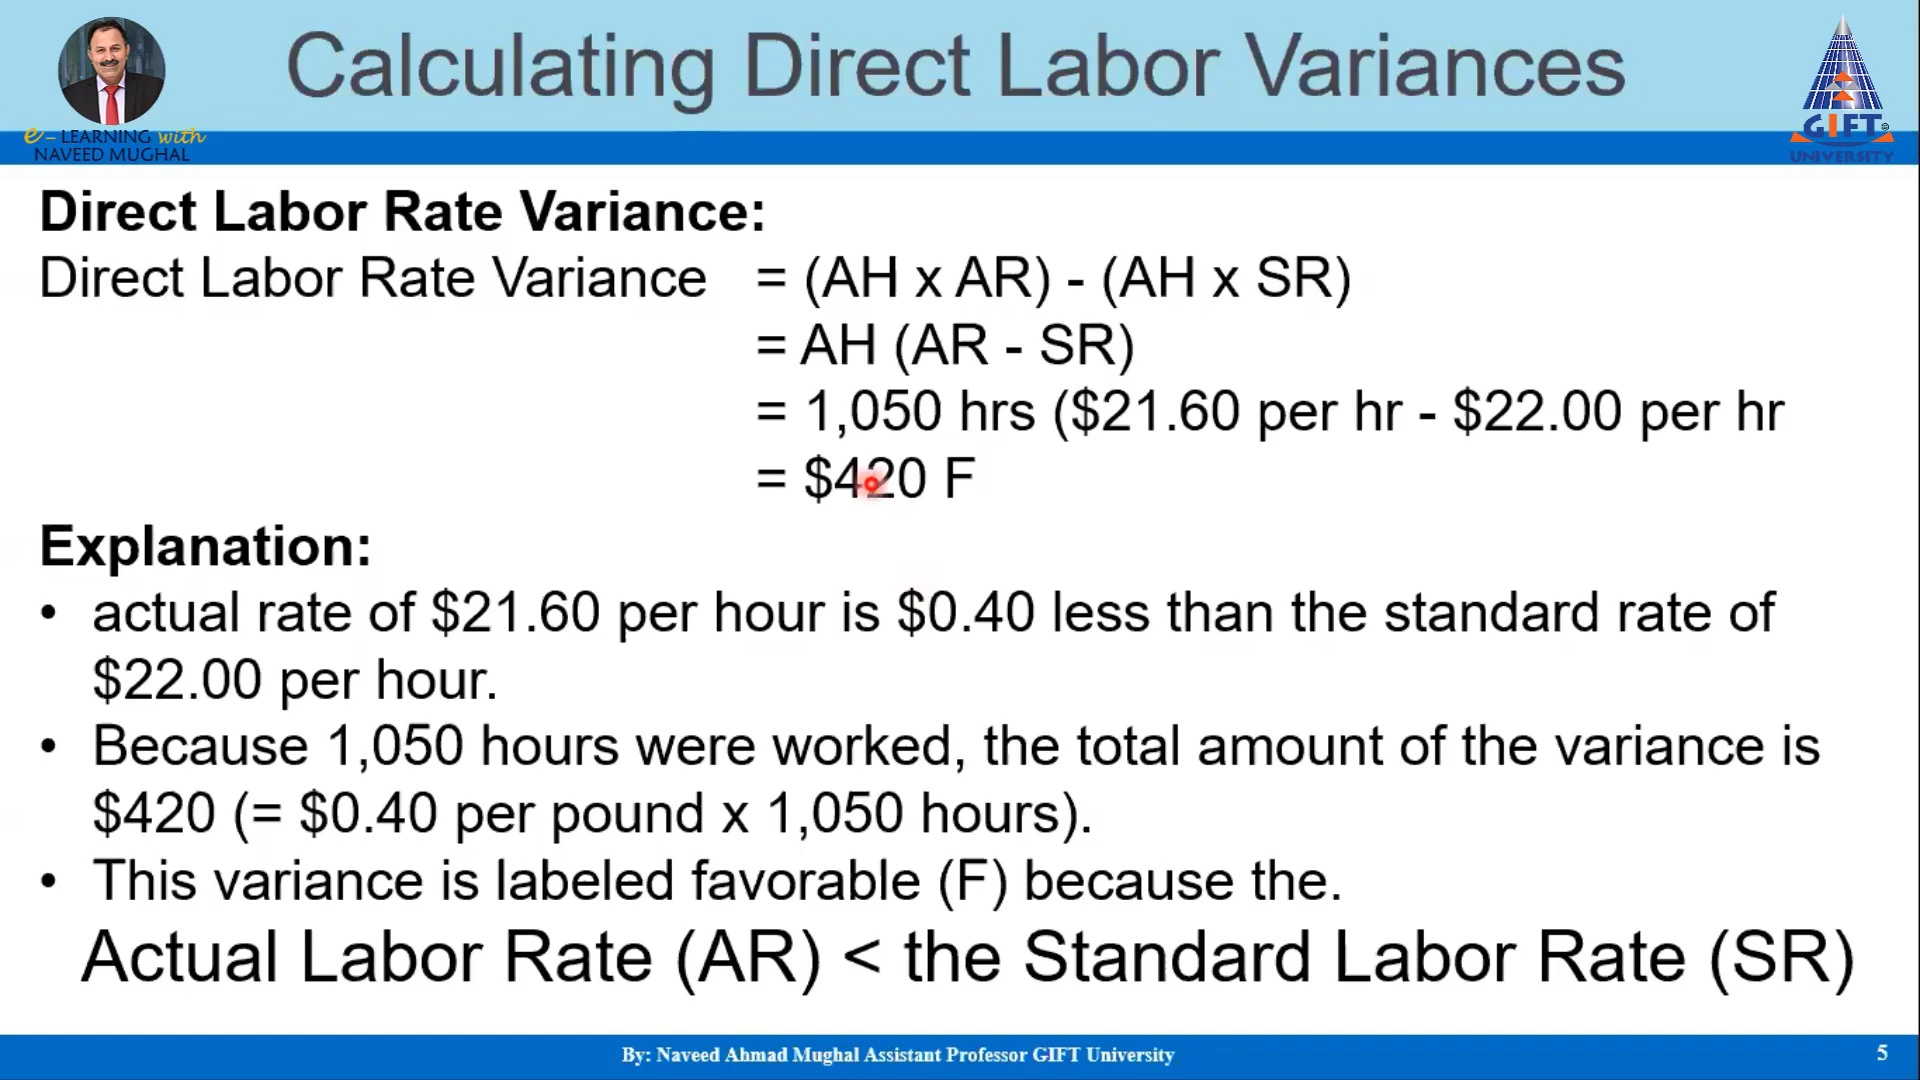 Calculating Direct Labor Variances
e – LEARNING with
NAVEED MUGHAL
GIFT
UNIVERSITY
Direct Labor Rate Variance:
Direct Labor Rate Variance = (AH x AR) - (AH x SR)
= AH (AR - SR)
= 1,050 hrs ($21.60 per hr - $22.00 per hr
= $420 F
Explanation:
• actual rate of $21.60 per hour is $0.40 less than the standard rate of
$22.00 per hour.
• Because 1,050 hours were worked, the total amount of the variance is
$420 (= $0.40 per pound x 1,050 hours).
• This variance is labeled favorable (F) because the.
Actual Labor Rate (AR) < the Standard Labor Rate (SR)
By: Naveed Ahmad Mughal Assistant Professor GIFT University
5